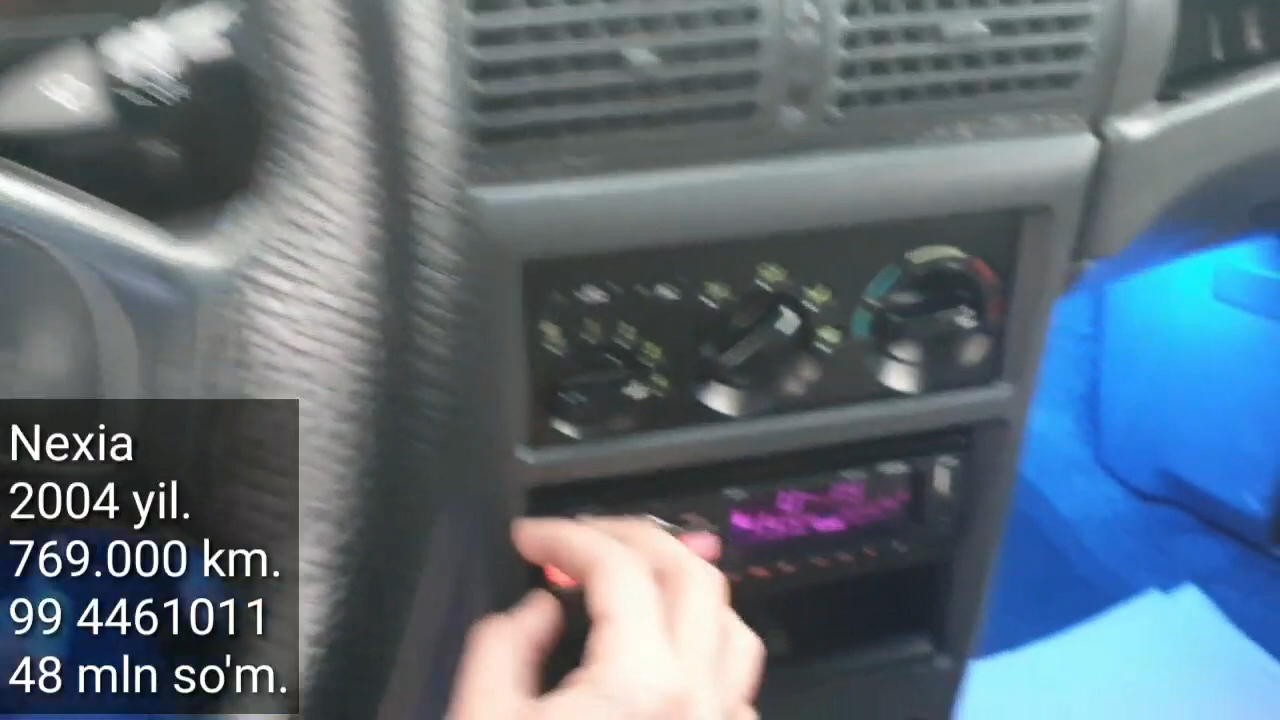 Nexia
2004 yil.
769.000 km.
99 4461011
48 mln so'm.